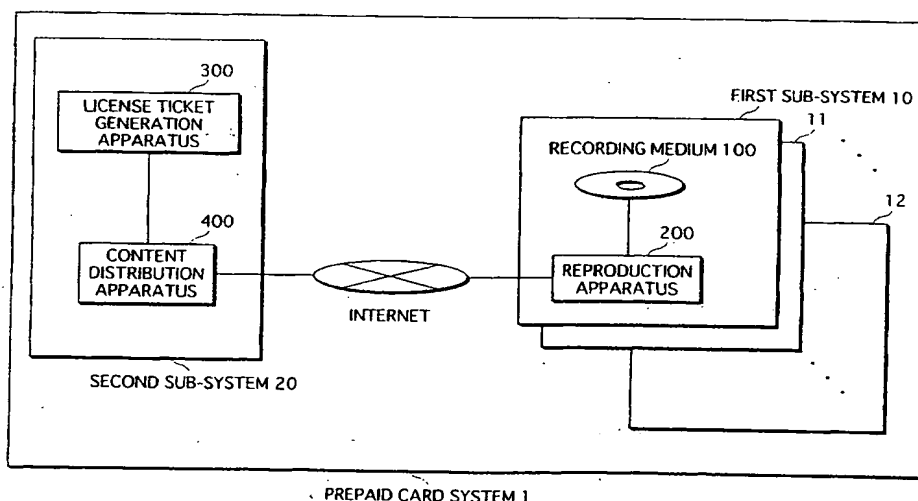 300
LICENSE TICKET
GENERATION
APPARATUS
400
CONTENT
DISTRIBUTION
APPARATUS
SECOND SUB-SYSTEM 20
INTERNET
FIRST SUB-SYSTEM 10
11
RECORDING MEDIUM 100
12
200
REPRODUCTION
APPARATUS
PREPAID CARD SYSTEM 1